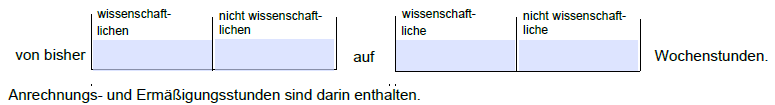 wissenschaft-
lichen
nicht wissenschaft-
lichen
wissenschaft-
liche
nicht wissenschaft-
liche
von bisher
auf
Wochenstunden.
Anrechnungs- und Ermäßigungsstunden sind darin enthalten.